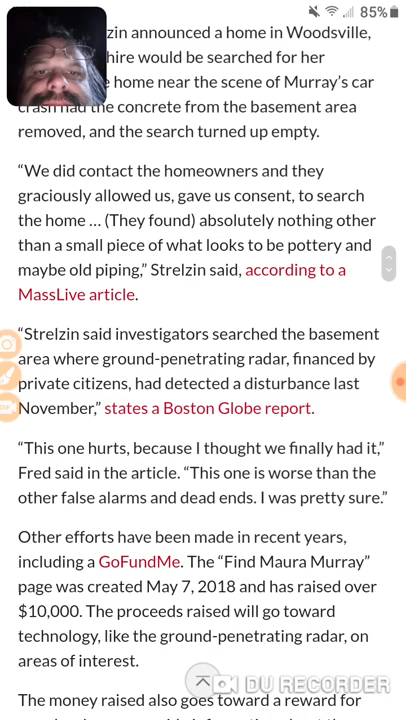 85%
zin announced a home in Woodsville,
hire would be searched for her
home near the scene of Murray's car
crash had the concrete from the basement area
removed, and the search turned up empty.
“We did contact the homeowners and they
graciously allowed us, gave us consent, to search
the home … (They found) absolutely nothing other
than a small piece of what looks to be pottery and
maybe old piping,” Strelzin said, according to a
MassLive article.
“Strelzin said investigators searched the basement
area where ground-penetrating radar, financed by
private citizens, had detected a disturbance last
November,” states a Boston Globe report.
“This one hurts, because I thought we finally had it,”
Fred said in the article. “This one is worse than the
other false alarms and dead ends. I was pretty sure.”
Other efforts have been made in recent years,
including a GoFundMe. The “Find Maura Murray”
page was created May 7, 2018 and has raised over
$10,000. The proceeds raised will go toward
technology, like the ground-penetrating radar, on
areas of interest.
DU RECORDER
The money raised also goes toward a reward for